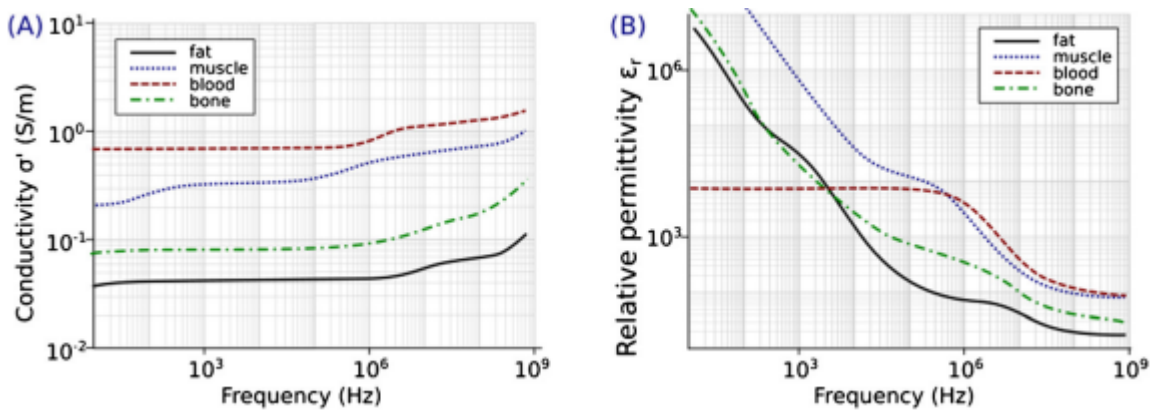 (A)
10¹
10⁰
10⁻¹
10⁻²
Conductivity σ' (S/m)
fat
muscle
blood
bone
10³
10⁶
10⁹
Frequency (Hz)
(B)
10⁶
10³
Relative permittivity εr
fat
muscle
blood
bone
10³
10⁶
10⁹
Frequency (Hz)